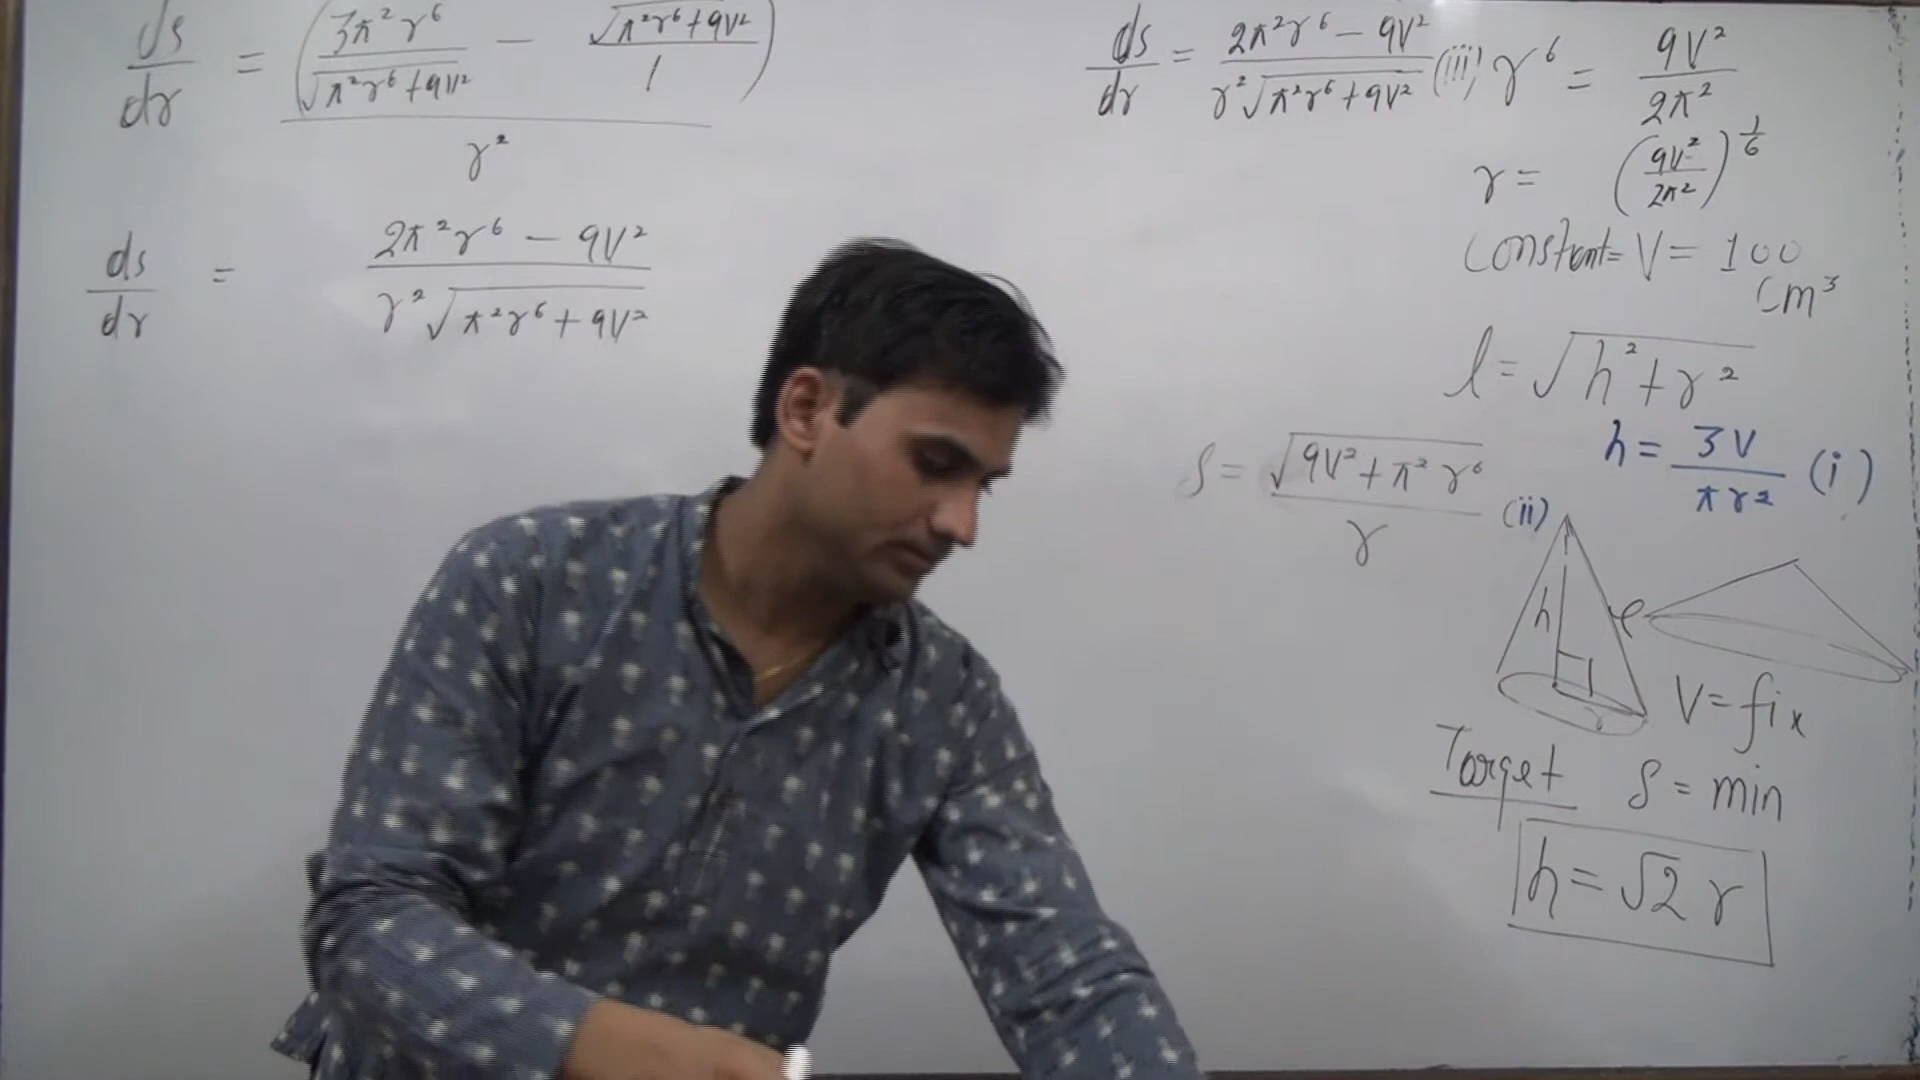 ds/dr = (3π²r⁶/√(π²r⁶+9V²) − √(π²r⁶+9V²)/1)/r²
ds/dr = (2π²r⁶ − 9V²)/(r²√(π²r⁶+9V²))
ds/dr = (2π²r⁶ − 9V²)/(r²√(π²r⁶+9V²)) (iii)
r⁶ = 9V²/2π²
r = (9V²/2π²)^(1/6)
Constant = V = 100
cm³
l = √(h²+r²)
h = 3V/πr² (i)
S = √(9V²+π²r⁶)/r (ii)
h
l
r
V = fix
Target S = min
h = √2 r